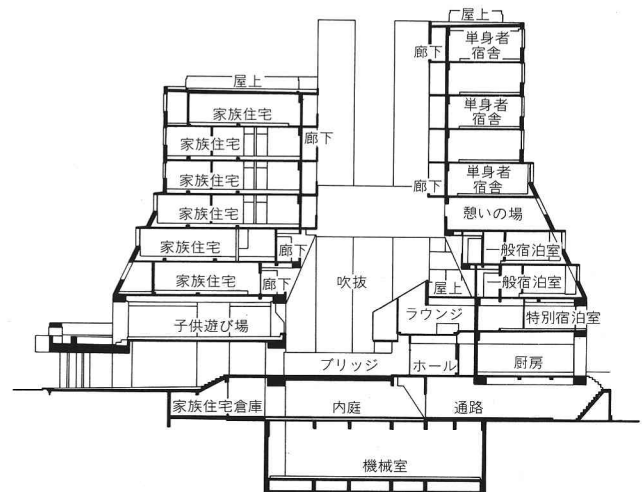 屋上
単身者
宿舎
廊下
屋上
家族住宅
単身者
宿舎
家族住宅
廊下
家族住宅
単身者
宿舎
廊下
家族住宅
憩いの場
家族住宅
廊下
一般宿泊室
家族住宅
廊下
吹抜
屋上
一般宿泊室
子供遊び場
ラウンジ
特別宿泊室
ブリッジ
ホール
厨房
家族住宅倉庫
内庭
通路
機械室